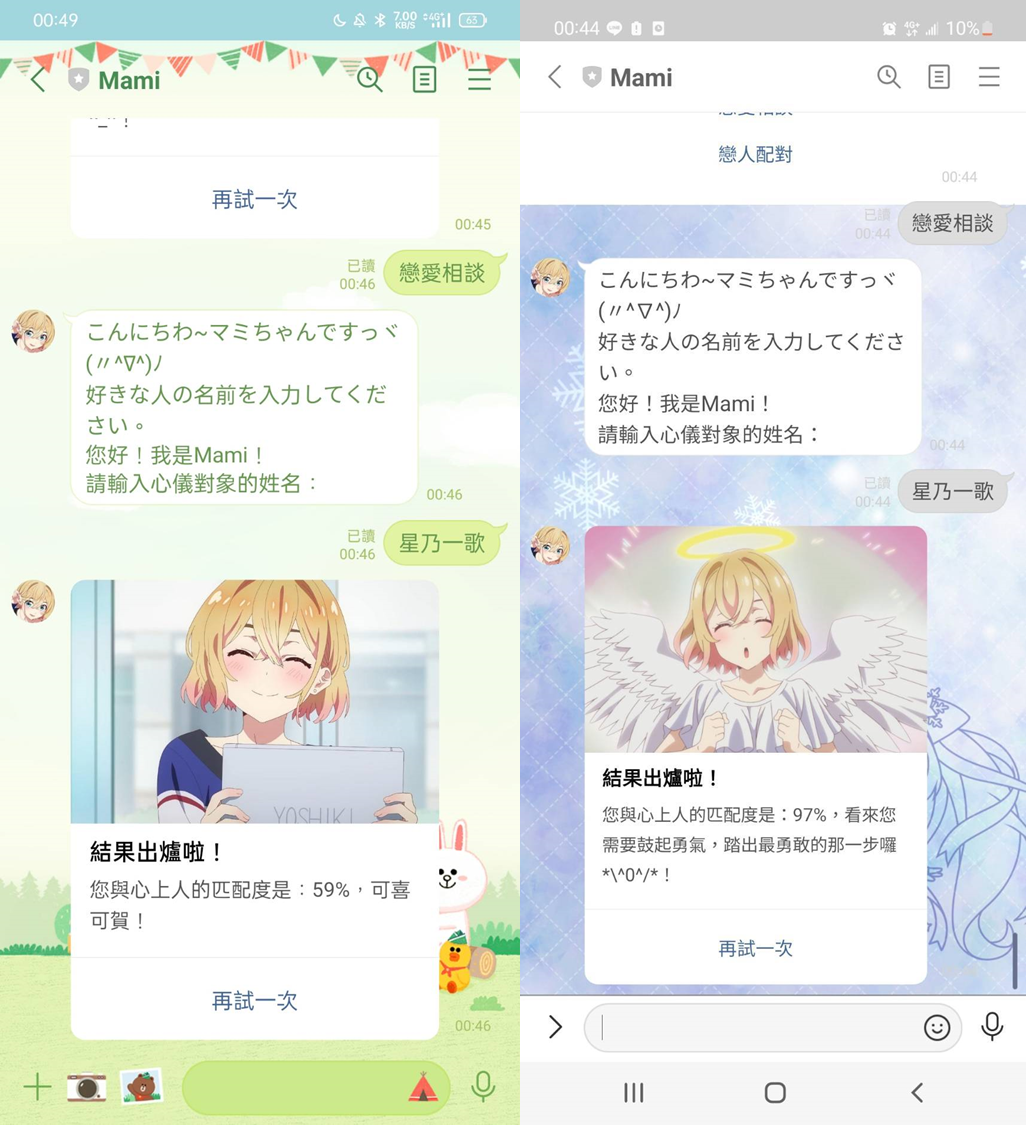 00:49
7.00
KB/S
4G+
63
Mami
"_" !
再試一次
00:45
已讀
00:46
戀愛相談
こんにちわ~マミちゃんですっヾ
(〃^∇^)ﾉ
好きな人の名前を入力してくだ
さい。
您好！我是Mami！
請輸入心儀對象的姓名：
00:46
已讀
00:46
星乃一歌
YOSHIKI
結果出爐啦！
您與心上人的匹配度是：59%，可喜
可賀！
再試一次
00:46
00:44
4G+
10%
Mami
戀愛相談
戀人配對
00:44
已讀
00:44
戀愛相談
こんにちわ~マミちゃんですっヾ
(〃^∇^)ﾉ
好きな人の名前を入力してくださ
い。
您好！我是Mami！
請輸入心儀對象的姓名：
00:44
已讀
00:44
星乃一歌
結果出爐啦！
您與心上人的匹配度是：97%，看來您
需要鼓起勇氣，踏出最勇敢的那一步囉
*\^0^/*！
再試一次